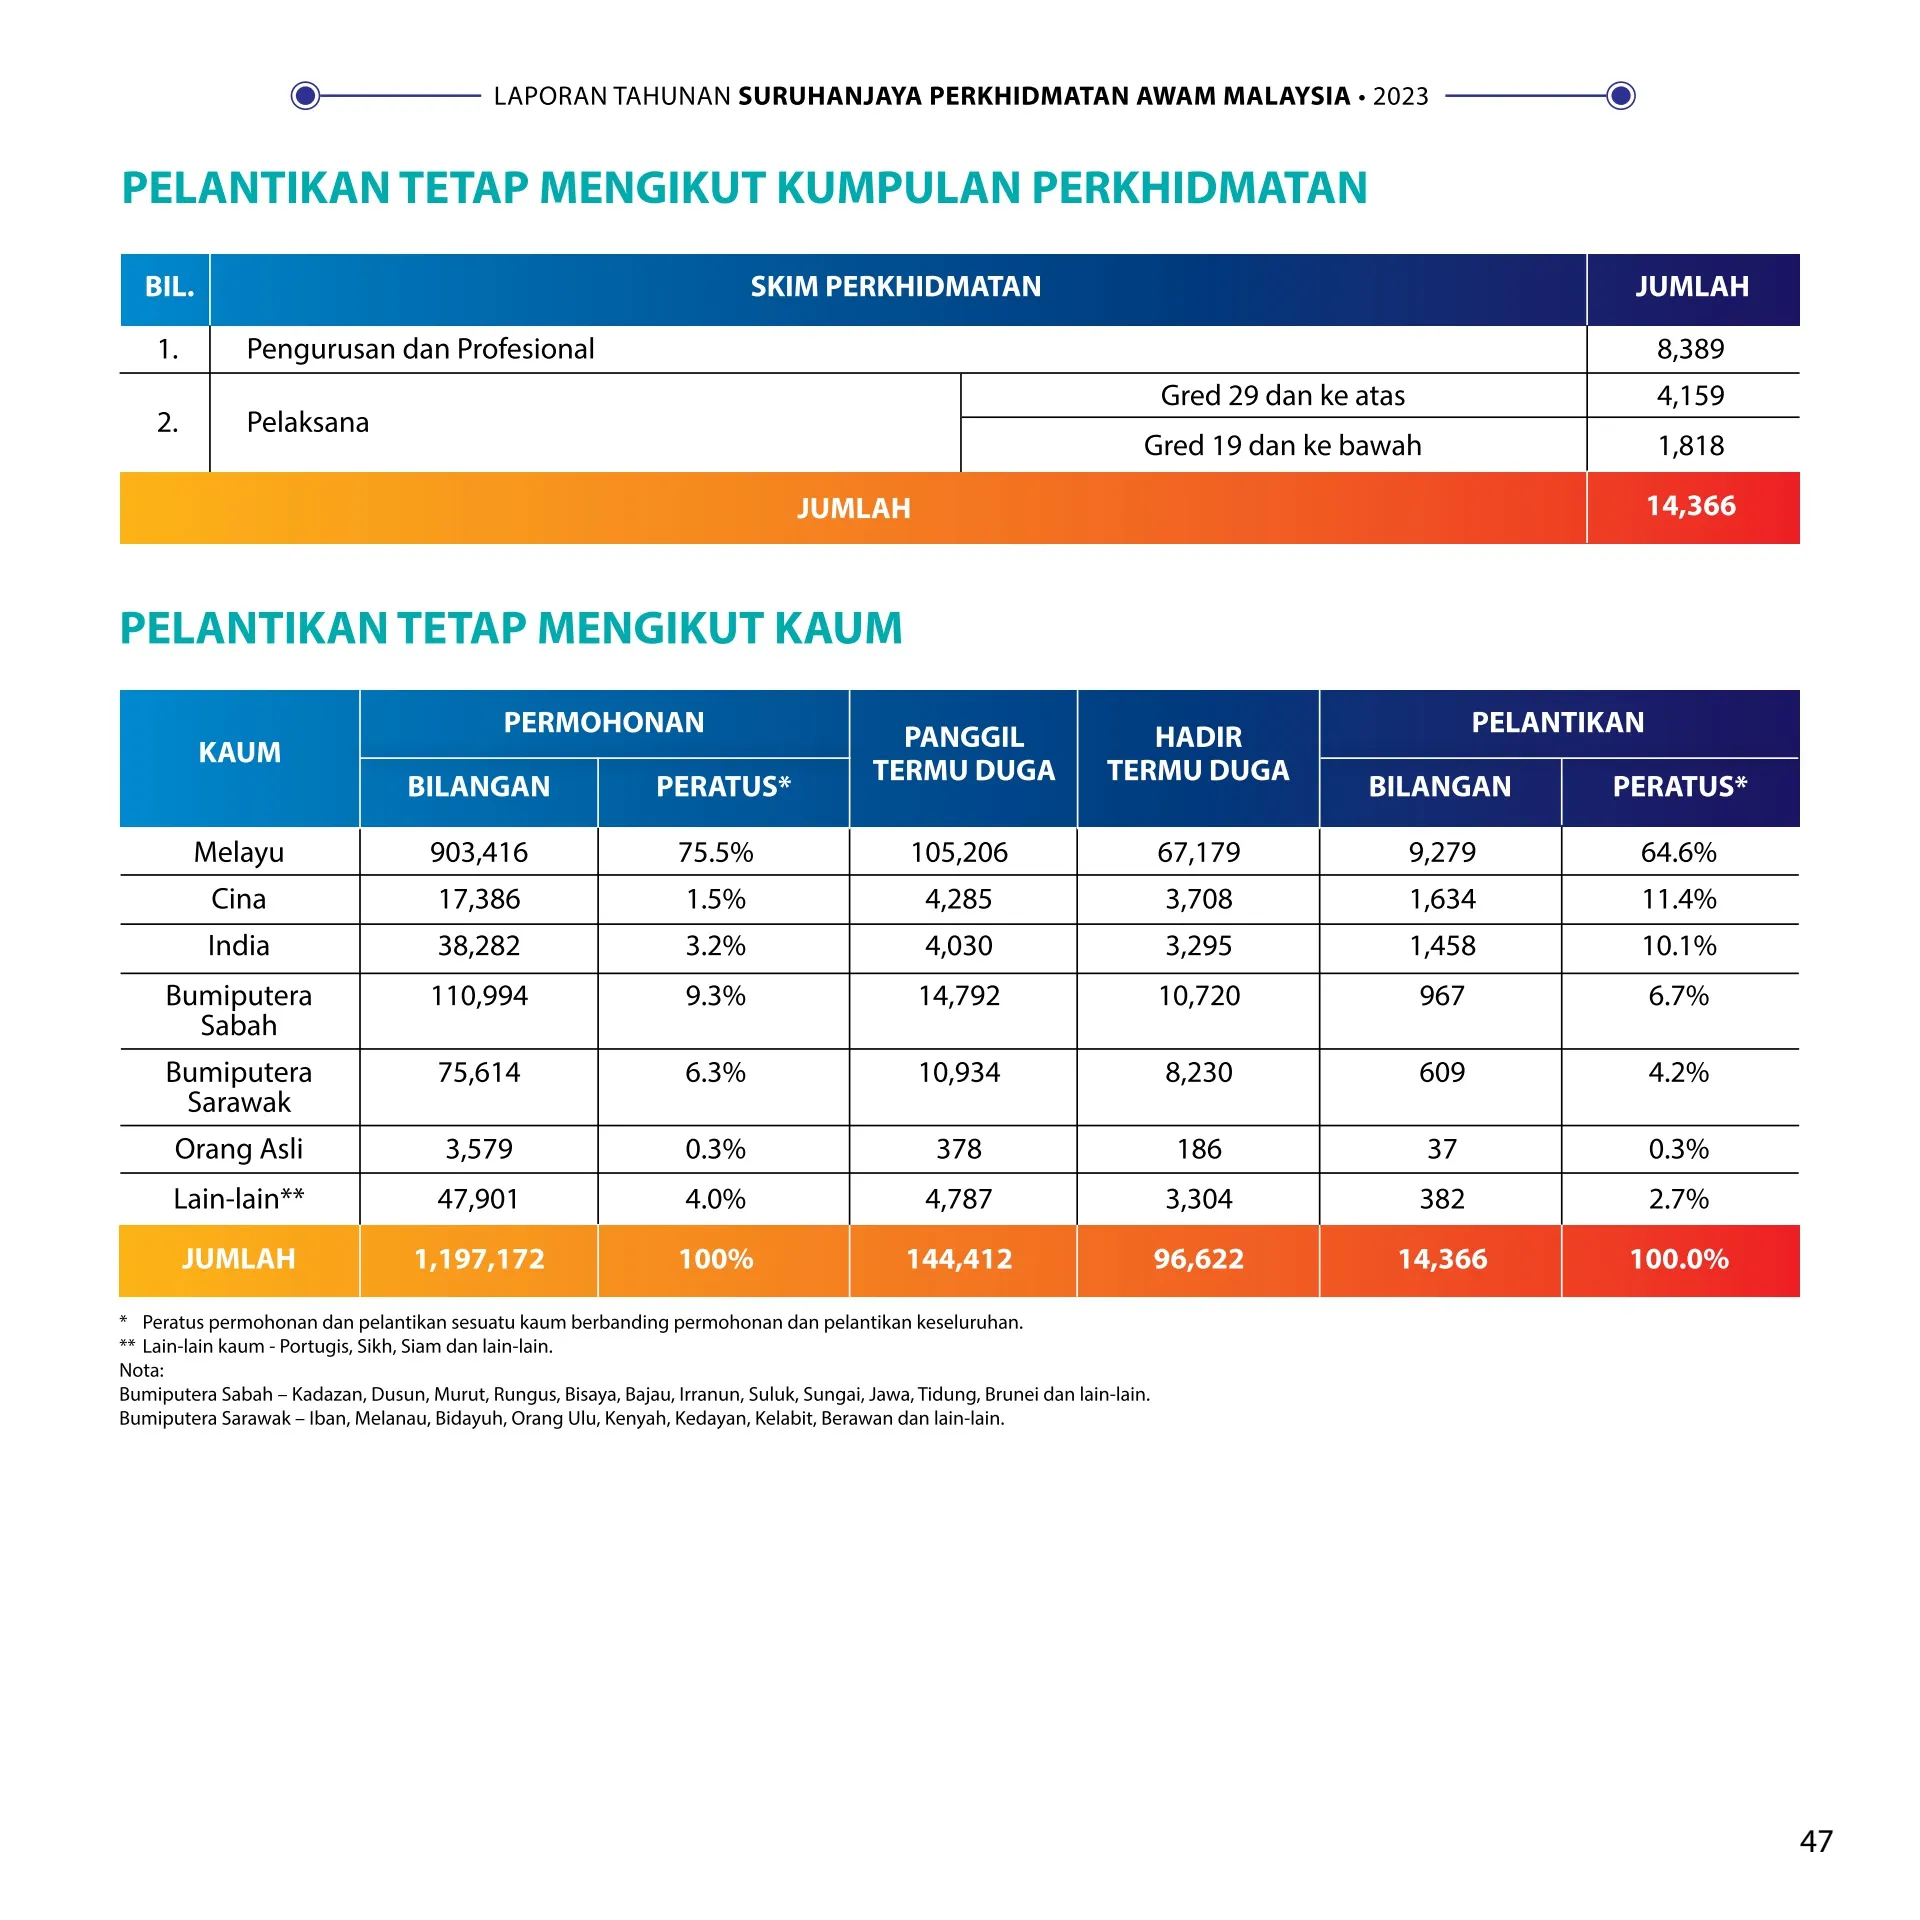 LAPORAN TAHUNAN SURUHANJAYA PERKHIDMATAN AWAM MALAYSIA • 2023
PELANTIKAN TETAP MENGIKUT KUMPULAN PERKHIDMATAN
BIL. SKIM PERKHIDMATAN JUMLAH
1. Pengurusan dan Profesional 8,389
2. Pelaksana Gred 29 dan ke atas 4,159
Gred 19 dan ke bawah 1,818
JUMLAH 14,366
PELANTIKAN TETAP MENGIKUT KAUM
KAUM PERMOHONAN PANGGIL TERMU DUGA HADIR TERMU DUGA PELANTIKAN
BILANGAN PERATUS* BILANGAN PERATUS*
Melayu 903,416 75.5% 105,206 67,179 9,279 64.6%
Cina 17,386 1.5% 4,285 3,708 1,634 11.4%
India 38,282 3.2% 4,030 3,295 1,458 10.1%
Bumiputera 110,994 9.3% 14,792 10,720 967 6.7%
Sabah
Bumiputera 75,614 6.3% 10,934 8,230 609 4.2%
Sarawak
Orang Asli 3,579 0.3% 378 186 37 0.3%
Lain-lain** 47,901 4.0% 4,787 3,304 382 2.7%
JUMLAH 1,197,172 100% 144,412 96,622 14,366 100.0%
* Peratus permohonan dan pelantikan sesuatu kaum berbanding permohonan dan pelantikan keseluruhan.
** Lain-lain kaum - Portugis, Sikh, Siam dan lain-lain.
Nota:
Bumiputera Sabah – Kadazan, Dusun, Murut, Rungus, Bisaya, Bajau, Irranun, Suluk, Sungai, Jawa, Tidung, Brunei dan lain-lain.
Bumiputera Sarawak – Iban, Melanau, Bidayuh, Orang Ulu, Kenyah, Kedayan, Kelabit, Berawan dan lain-lain.
47